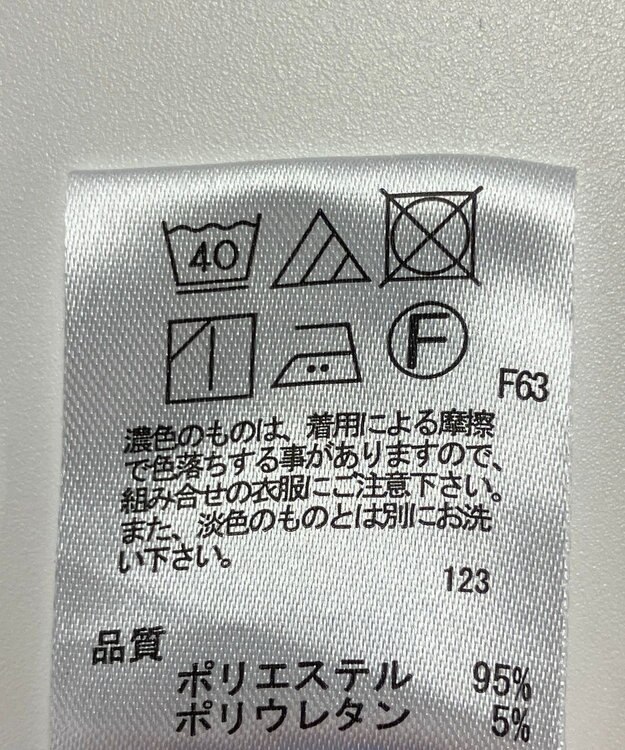 40
F
F63
濃色のものは、着用による摩擦
で色落ちする事がありますので、
組み合せの衣服にご注意下さい。
また、淡色のものとは別にお洗
い下さい。
123
品質
ポリエステル 95%
ポリウレタン 5%